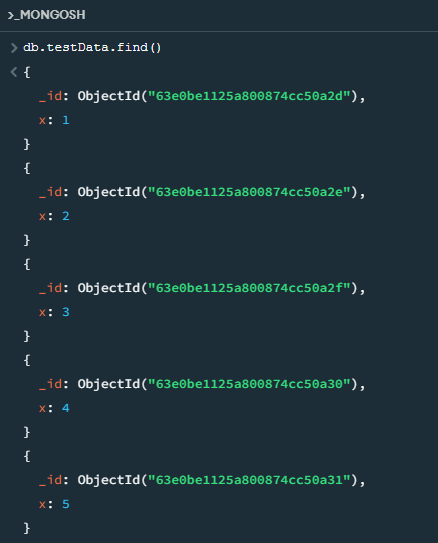 >_MONGOSH
> db.testData.find()
< {
_id: ObjectId("63e0be1125a800874cc50a2d"),
x: 1
}
{
_id: ObjectId("63e0be1125a800874cc50a2e"),
x: 2
}
{
_id: ObjectId("63e0be1125a800874cc50a2f"),
x: 3
}
{
_id: ObjectId("63e0be1125a800874cc50a30"),
x: 4
}
{
_id: ObjectId("63e0be1125a800874cc50a31"),
x: 5
}